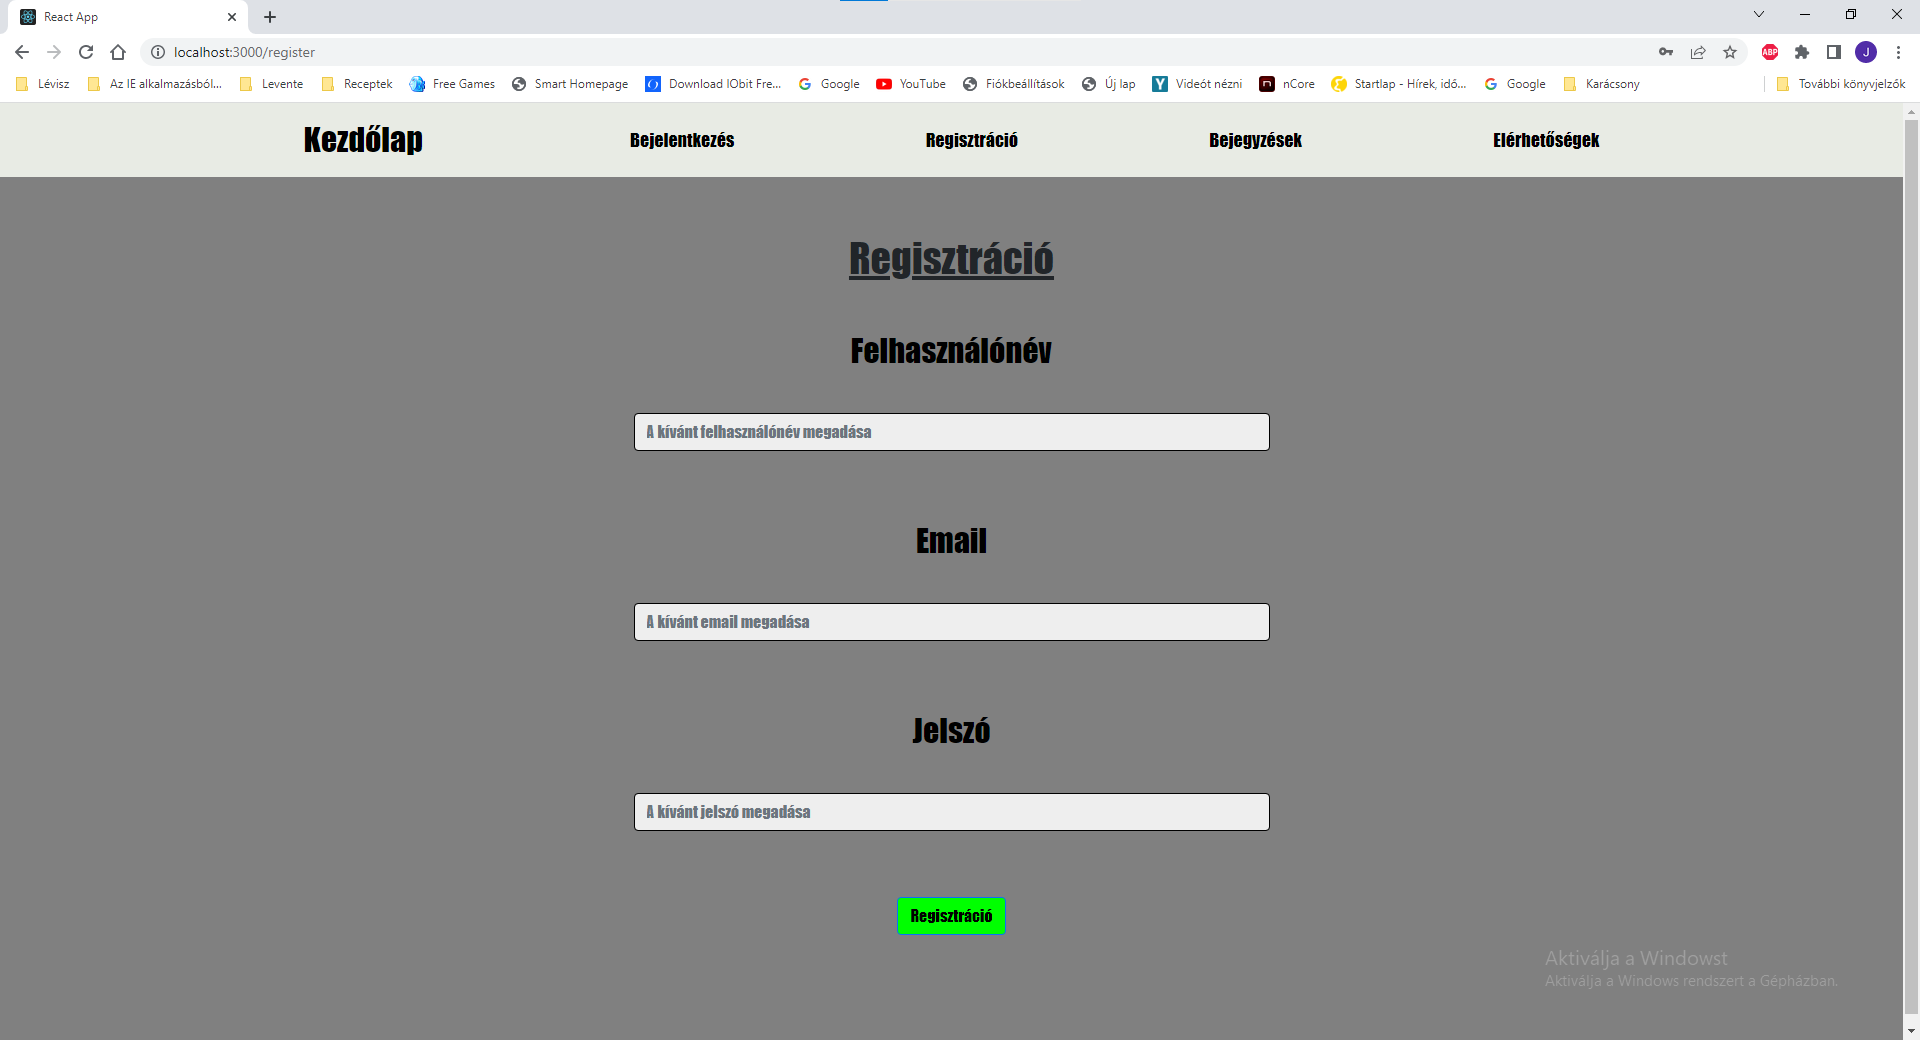 React App
localhost:3000/register
ABP
J
Lévisz
Az IE alkalmazásból...
Levente
Receptek
Free Games
Smart Homepage
Download IObit Fre...
Google
YouTube
Fiókbeállítások
Új lap
Videót nézni
nCore
Startlap - Hírek, idő...
Google
Karácsony
További könyvjelzők
Kezdőlap
Bejelentkezés
Regisztráció
Bejegyzések
Elérhetőségek
Regisztráció
Felhasználónév
A kívánt felhasználónév megadása
Email
A kívánt email megadása
Jelszó
A kívánt jelszó megadása
Regisztráció
Aktiválja a Windowst
Aktiválja a Windows rendszert a Gépházban.